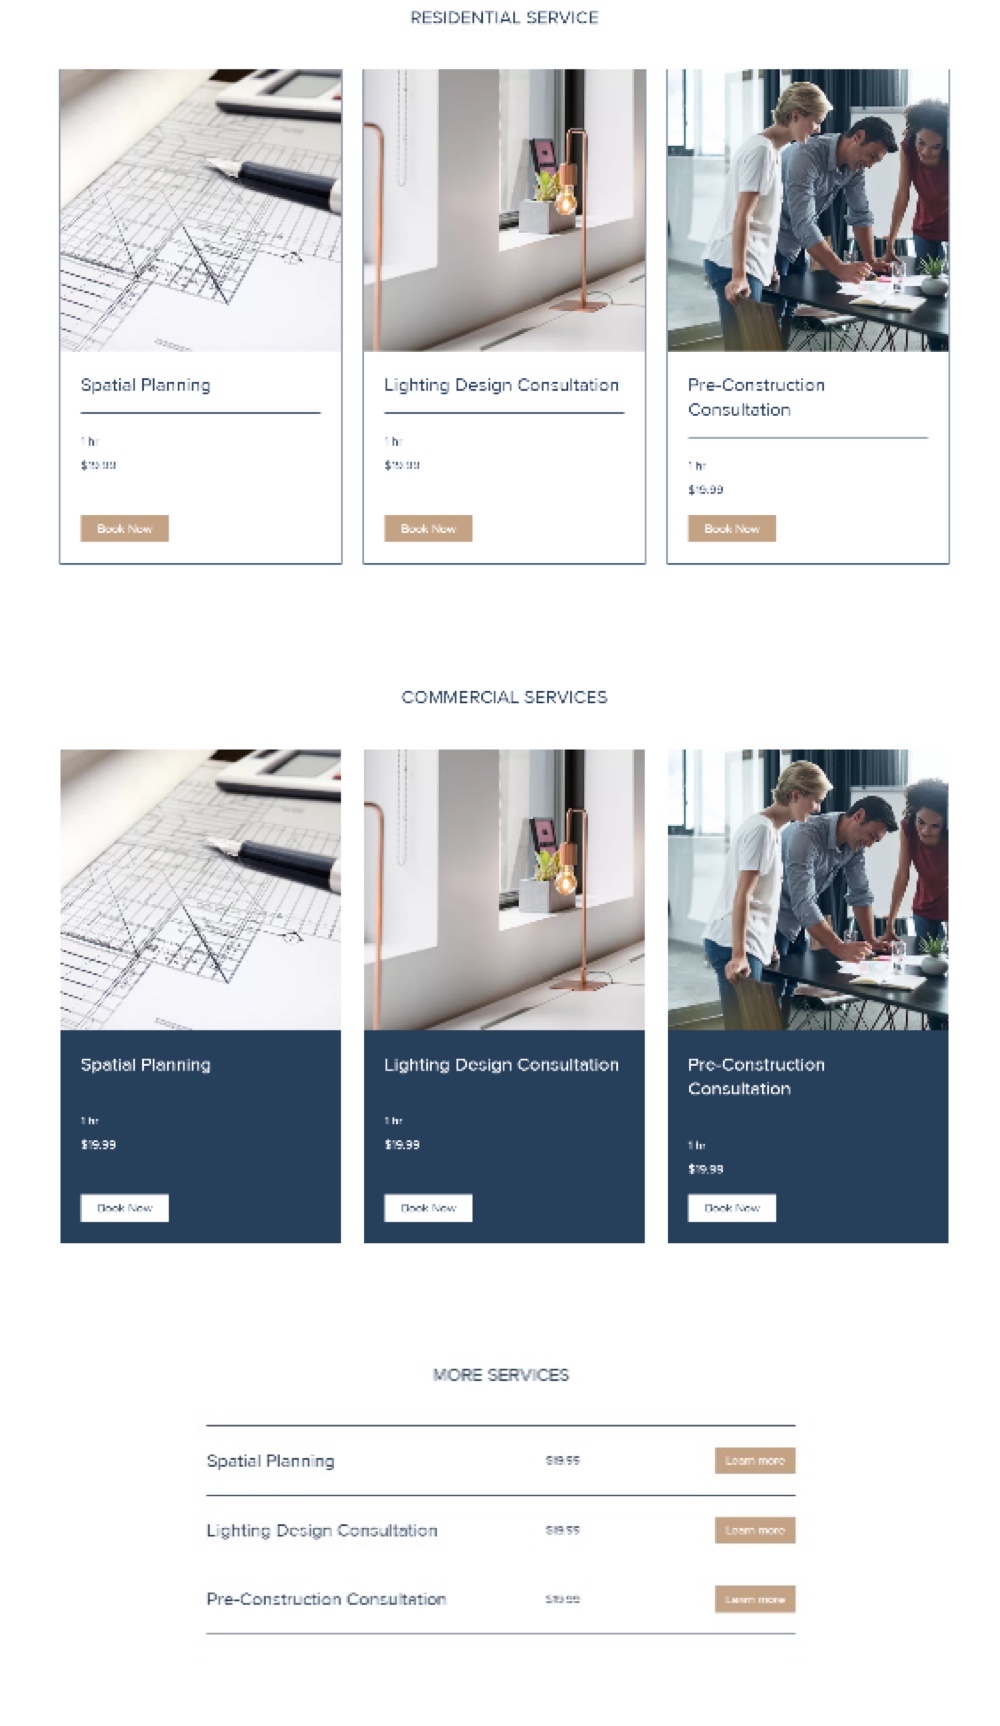 RESIDENTIAL SERVICE
Spatial Planning
1 hr
$19.99
Book Now
Lighting Design Consultation
1 hr
$19.99
Book Now
Pre-Construction
Consultation
1 hr
$19.99
Book Now
COMMERCIAL SERVICES
Spatial Planning
1 hr
$19.99
Book Now
Lighting Design Consultation
1 hr
$19.99
Book Now
Pre-Construction
Consultation
1 hr
$19.99
Book Now
MORE SERVICES
Spatial Planning
$19.99
Learn more
Lighting Design Consultation
$19.99
Learn more
Pre-Construction Consultation
$19.99
Learn more